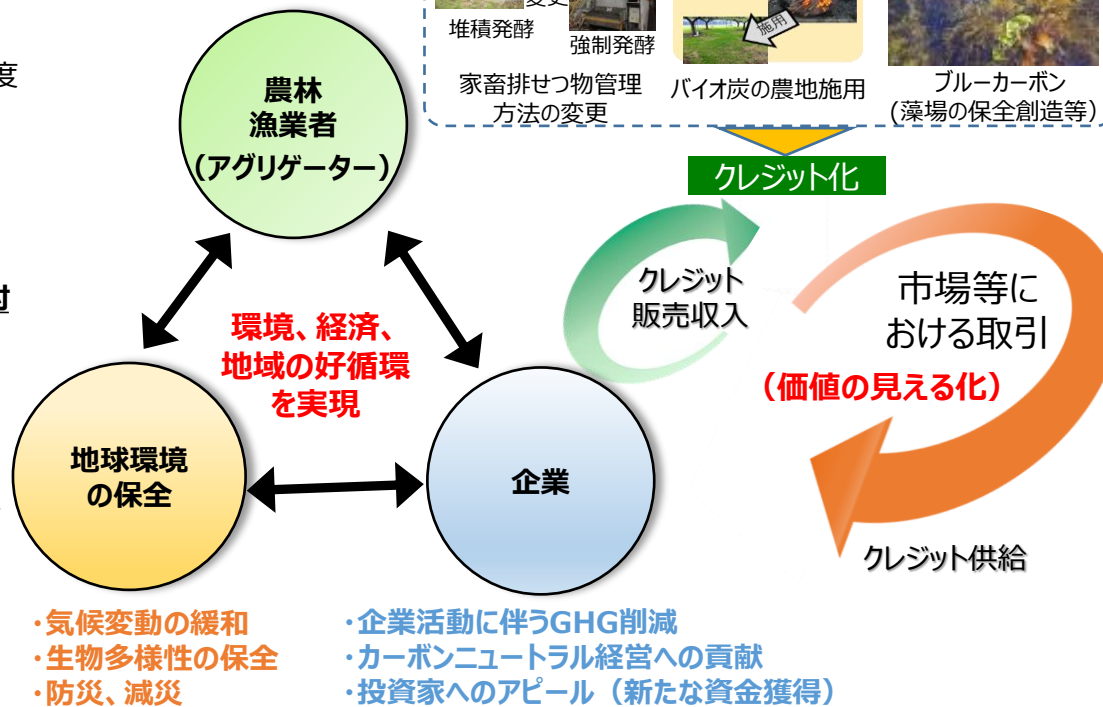 度
農林
漁業者
(アグリゲーター)
変更
堆積発酵
強制発酵
家畜排せつ物管理
方法の変更
施用
バイオ炭の農地施用
ブルーカーボン
(藻場の保全創造等)
クレジット化
クレジット
販売収入
市場等に
おける取引
(価値の見える化)
クレジット供給
環境、経済、
地域の好循環
を実現
地球環境
の保全
企業
・気候変動の緩和
・生物多様性の保全
・防災、減災
・企業活動に伴うGHG削減
・カーボンニュートラル経営への貢献
・投資家へのアピール（新たな資金獲得）